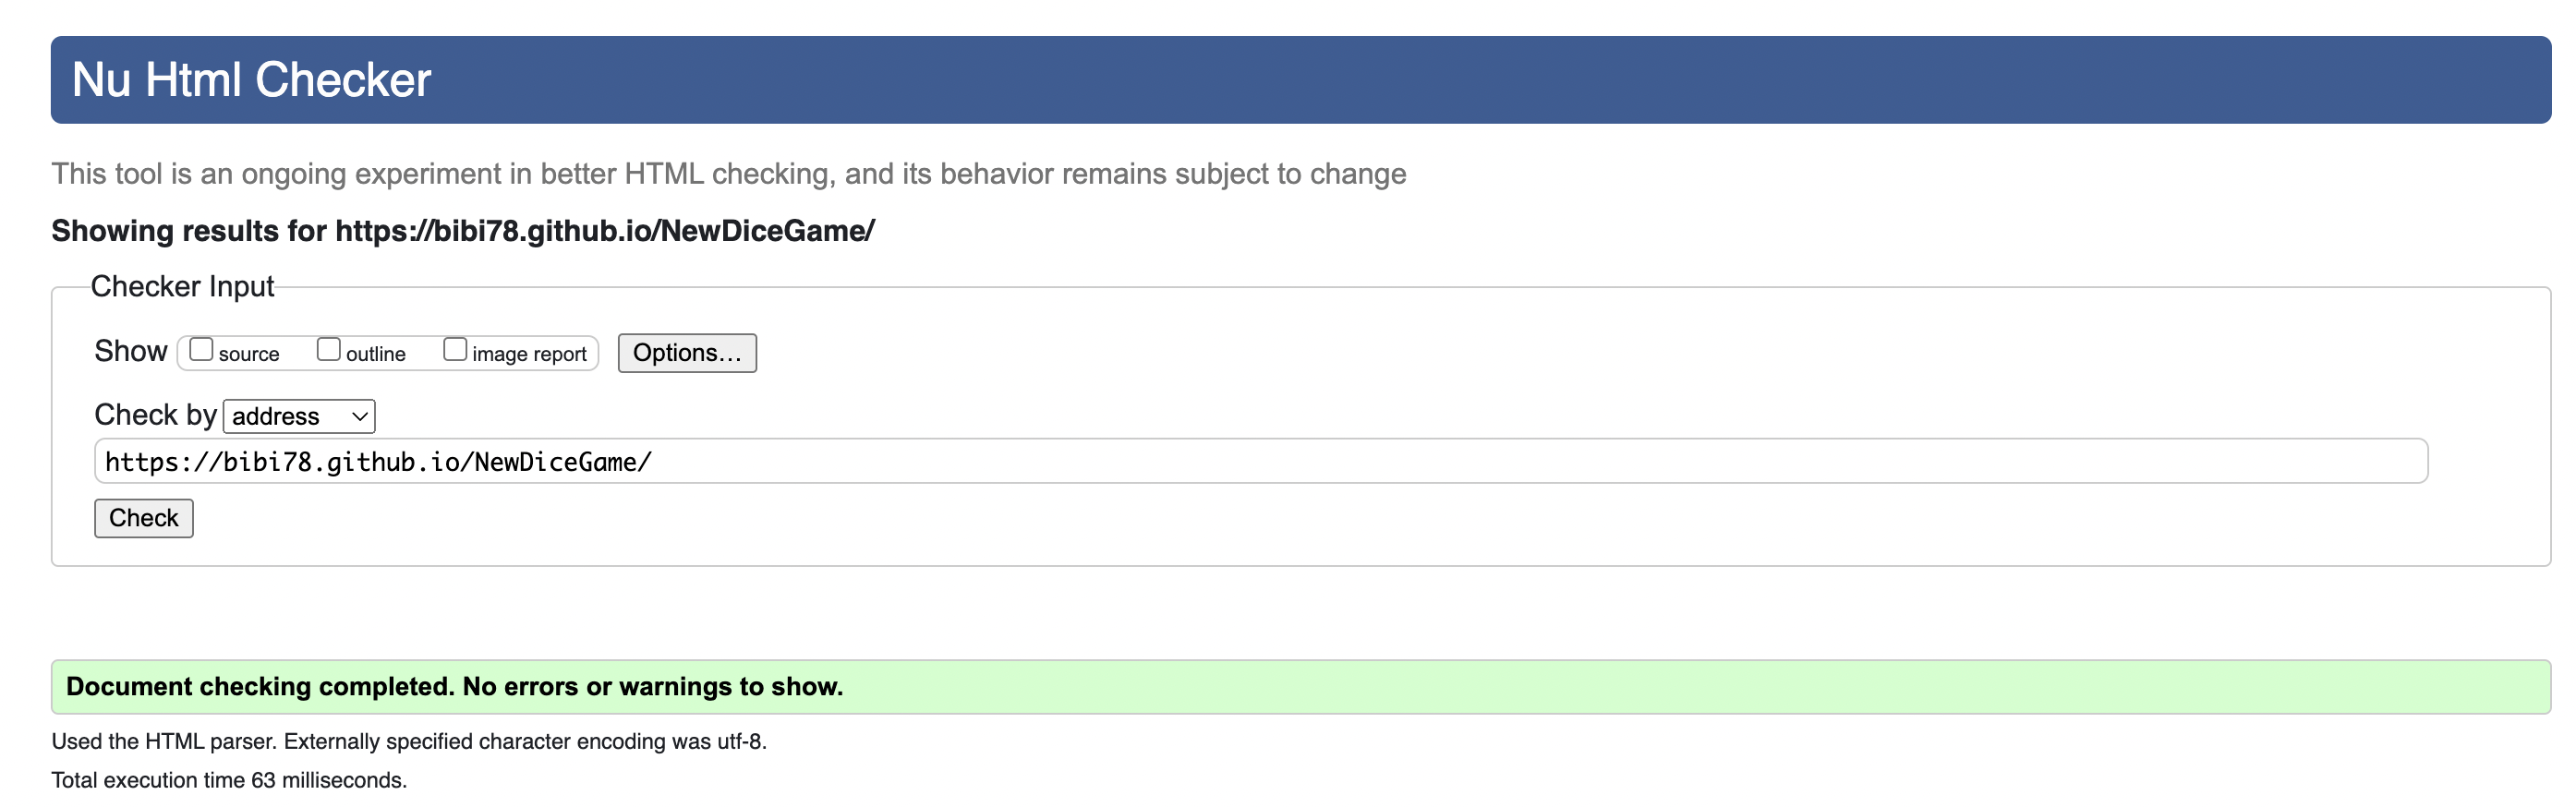 Nu Html Checker
This tool is an ongoing experiment in better HTML checking, and its behavior remains subject to change
Showing results for https://bibi78.github.io/NewDiceGame/
Checker Input
Show source outline image report Options...
Check by address
https://bibi78.github.io/NewDiceGame/
Check
Document checking completed. No errors or warnings to show.
Used the HTML parser. Externally specified character encoding was utf-8.
Total execution time 63 milliseconds.